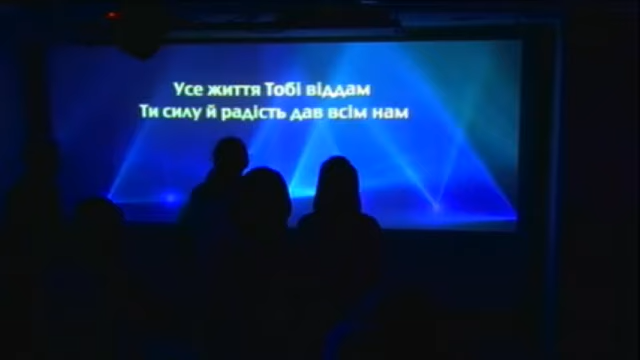 Усе життя Тобі віддам
Ти силу й радість дав всім нам